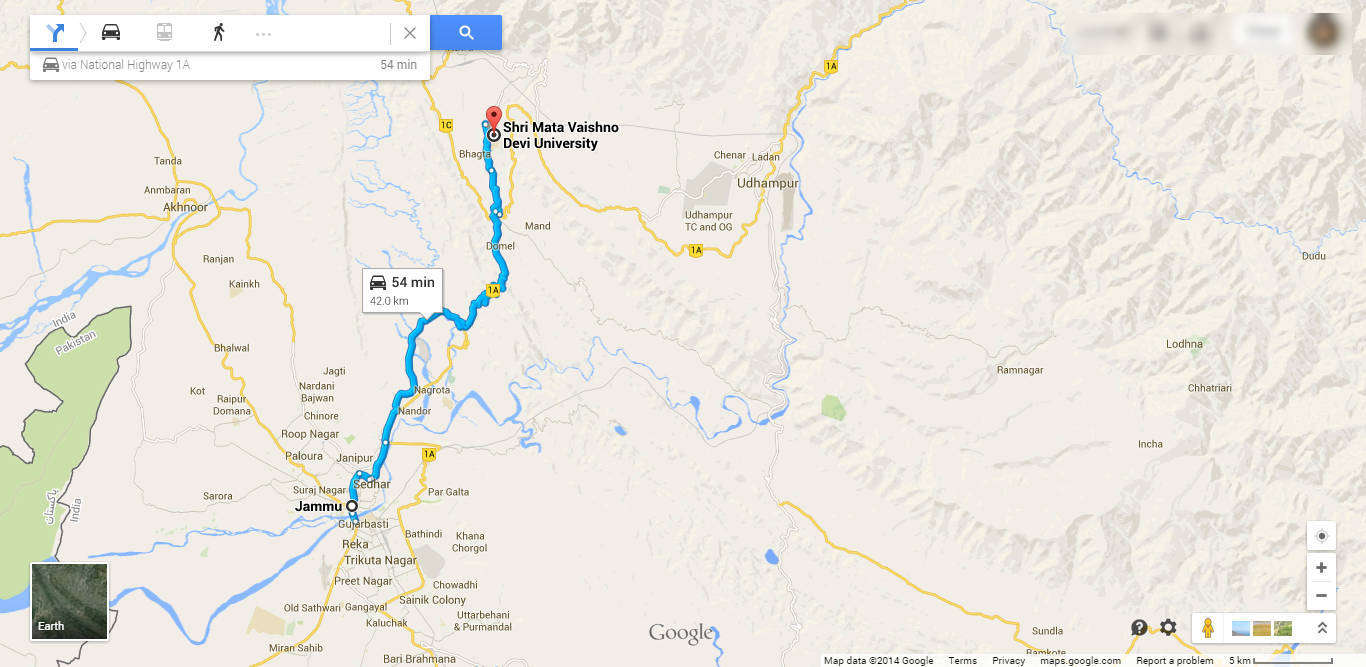 via National Highway 1A 54 min
1A
1C
Shri Mata Vaishno
Devi University
Bhagta
Tanda
Chenar
Ladan
Anmbaran
Udhampur
Akhnoor
Udhampur
TC and OG
Mand
Domel
1A
Ranjan
Dudu
Kainkh
54 min
42.0 km
1A
India
Pakistan
Bhalwal
Lodhna
Jagti
Ramnagar
Kot
Nardani
Bajwan
Nagrota
Chhatriari
Raipur
Domana
Chinore
Nandor
Roop Nagar
Incha
Paloura
Janipur
1A
Sedhar
Suraj Nagar
Par Galta
Sarora
پاکستان
India
Jammu
Gujarbasti
Bathindi
Khana
Chorgol
Reka
Trikuta Nagar
Preet Nagar
Chowadhi
Sainik Colony
Old Sathwari
Gangayal
Uttarbehani
& Purmandal
Kaluchak
Earth
Google
Sundla
Miran Sahib
Ramkote
Bari Brahmana
Map data ©2014 Google Terms Privacy maps.google.com Report a problem 5 km